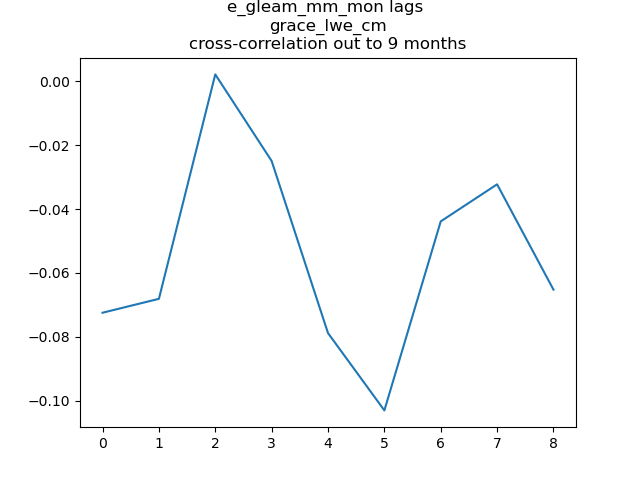 e_gleam_mm_mon lags
grace_lwe_cm
cross-correlation out to 9 months
0.00
−0.02
−0.04
−0.06
−0.08
−0.10
0 1 2 3 4 5 6 7 8